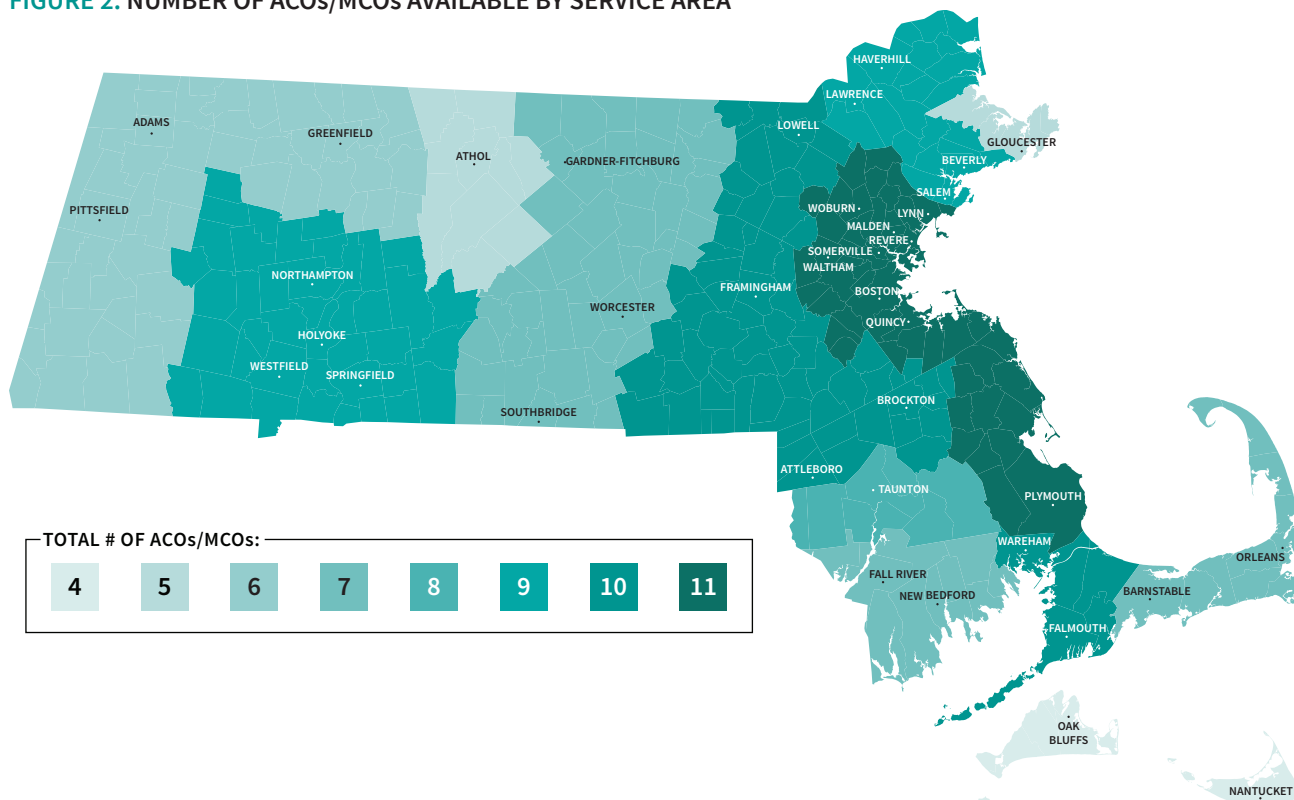 FIGURE 2. NUMBER OF ACOs/MCOs AVAILABLE BY SERVICE AREA
HAVERHILL
LAWRENCE
ADAMS
GREENFIELD
LOWELL
GLOUCESTER
ATHOL
GARDNER-FITCHBURG
BEVERLY
SALEM
PITTSFIELD
WOBURN
LYNN
MALDEN
REVERE
SOMERVILLE
WALTHAM
NORTHAMPTON
FRAMINGHAM
BOSTON
WORCESTER
QUINCY
HOLYOKE
WESTFIELD
SPRINGFIELD
BROCKTON
SOUTHBRIDGE
ATTLEBORO
TAUNTON
PLYMOUTH
TOTAL # OF ACOs/MCOs:
4 5 6 7 8 9 10 11
WAREHAM
ORLEANS
FALL RIVER
BARNSTABLE
NEW BEDFORD
FALMOUTH
OAK
BLUFFS
NANTUCKET